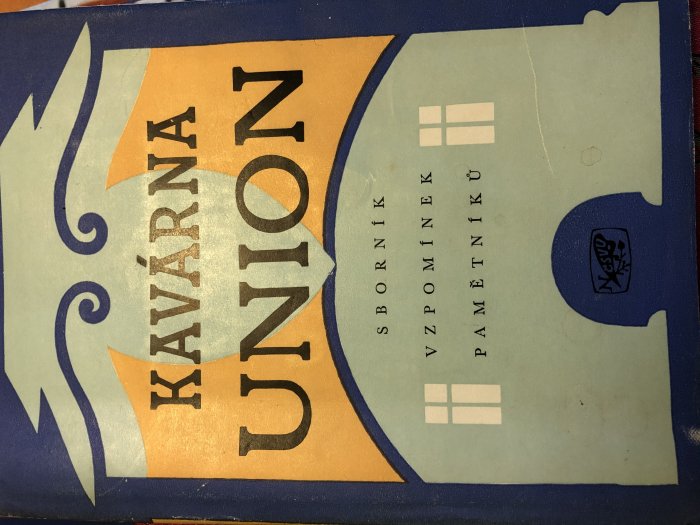 KAVÁRNA
UNION
SBORNÍK
VZPOMÍNEK
PAMĚTNÍKŮ